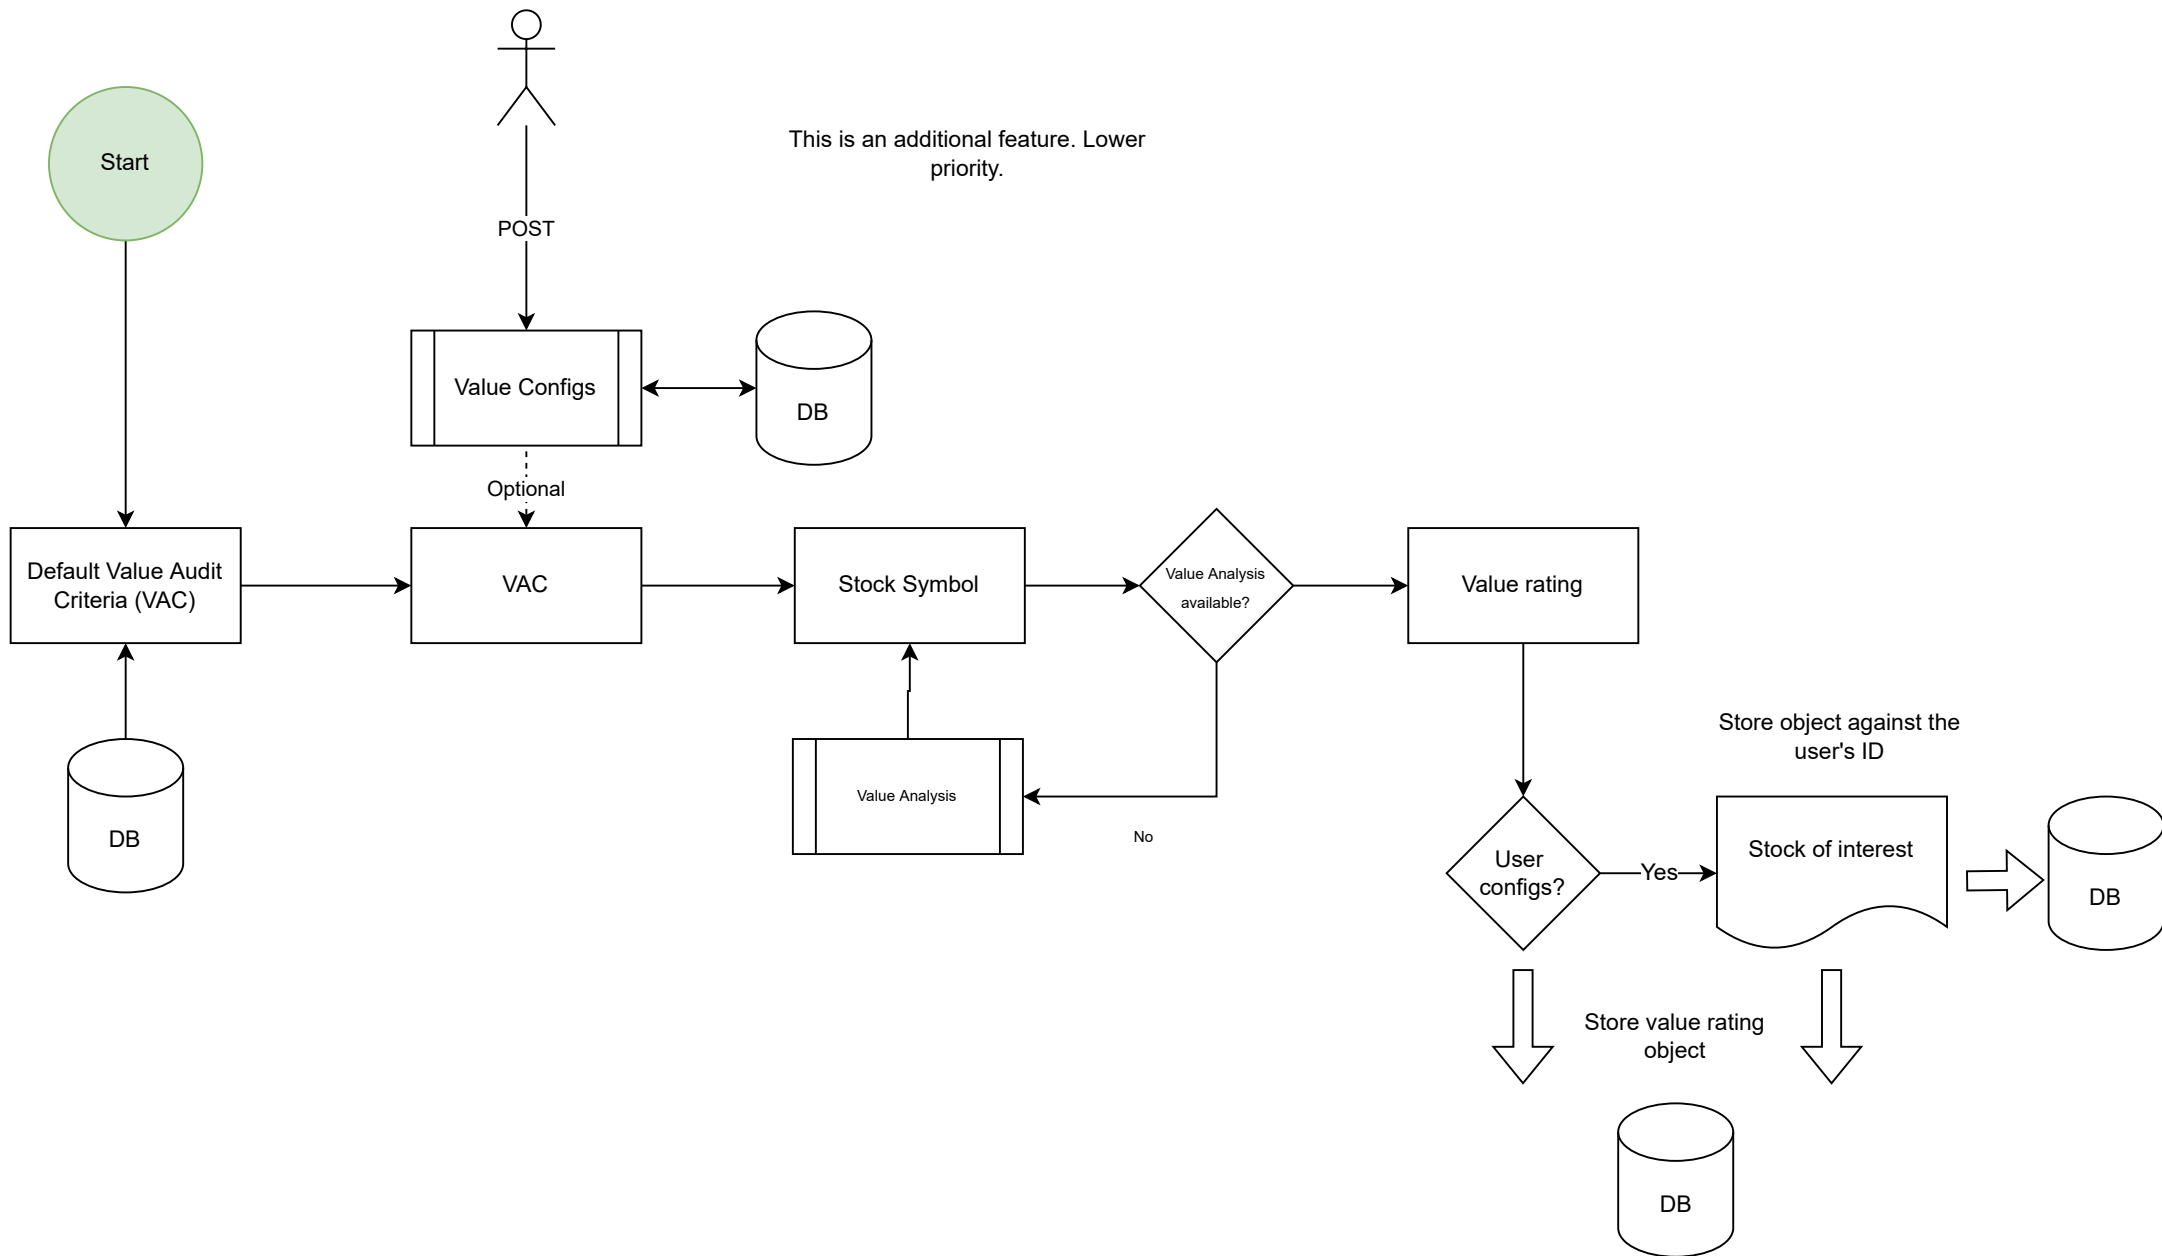 Start
This is an additional feature. Lower
priority.
POST
Value Configs
DB
Optional
Default Value Audit
Criteria (VAC)
VAC
Stock Symbol
Value Analysis
available?
Value rating
DB
Value Analysis
No
Store object against the
user's ID
User
configs?
Yes
Stock of interest
DB
Store value rating
object
DB